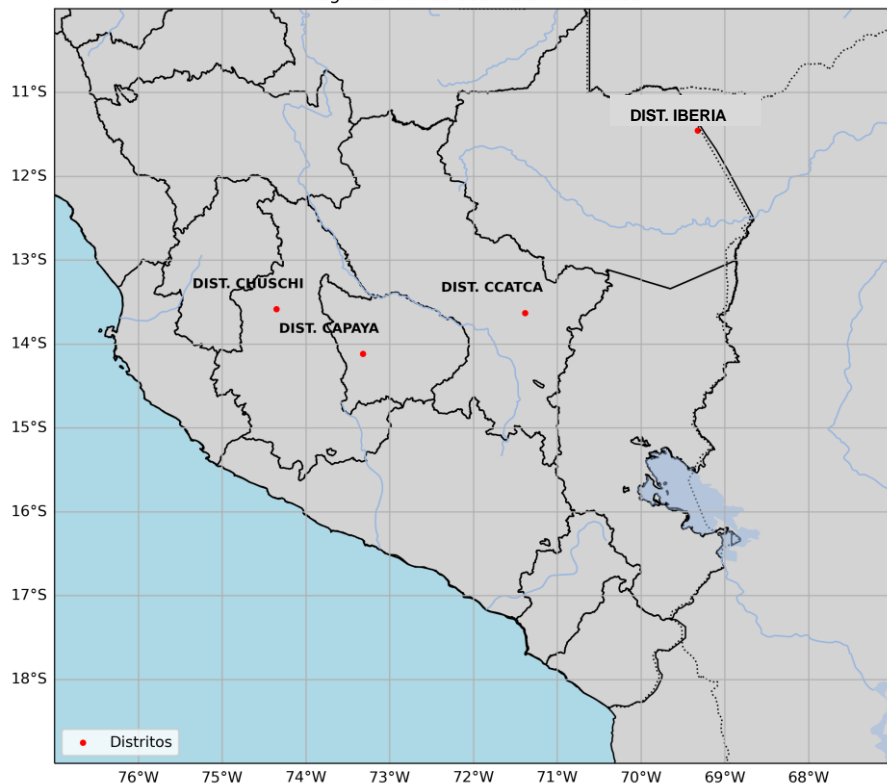 11°S
DIST. IBERIA
12°S
13°S
DIST. CHUSCHI
DIST. CCATCA
DIST. CAPAYA
14°S
15°S
16°S
17°S
18°S
Distritos
76°W 75°W 74°W 73°W 72°W 71°W 70°W 69°W 68°W